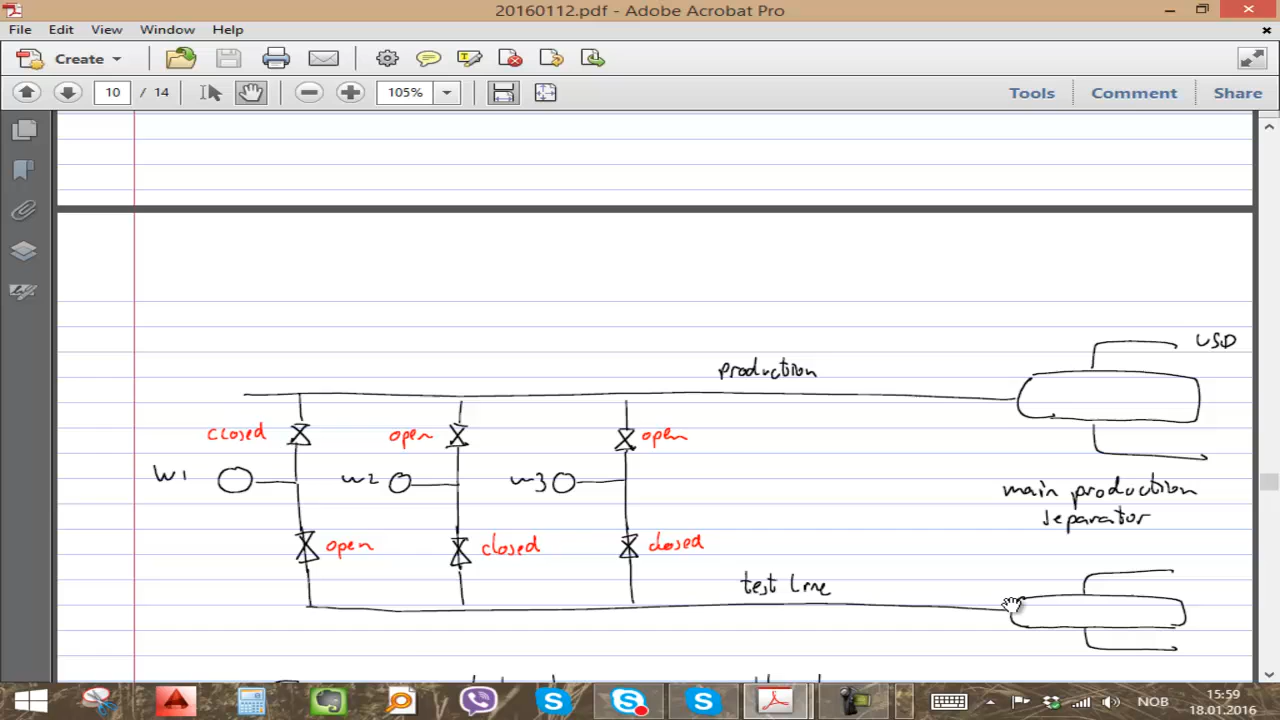 20160112.pdf - Adobe Acrobat Pro
File Edit View Window Help
Create
10 / 14 105% Tools Comment Share
USD
production
closed open open
W1 W2 W3
main production
separator
open closed closed
test line
NOB
15:59
18.01.2016